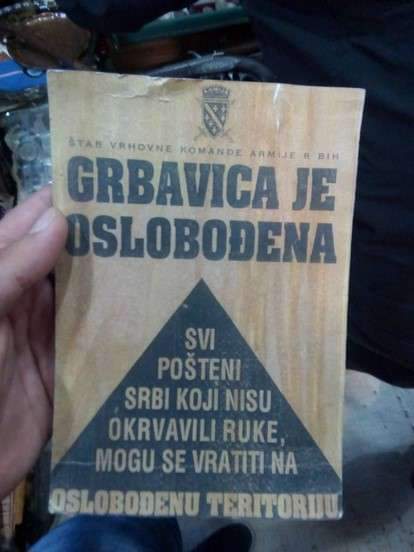 ŠTAB VRHOVNE KOMANDE ARMIJE R BIH
GRBAVICA JE
OSLOBOĐENA
SVI
POŠTENI
SRBI KOJI NISU
OKRVAVILI RUKE,
MOGU SE VRATITI NA
OSLOBOĐENU TERITORIJU